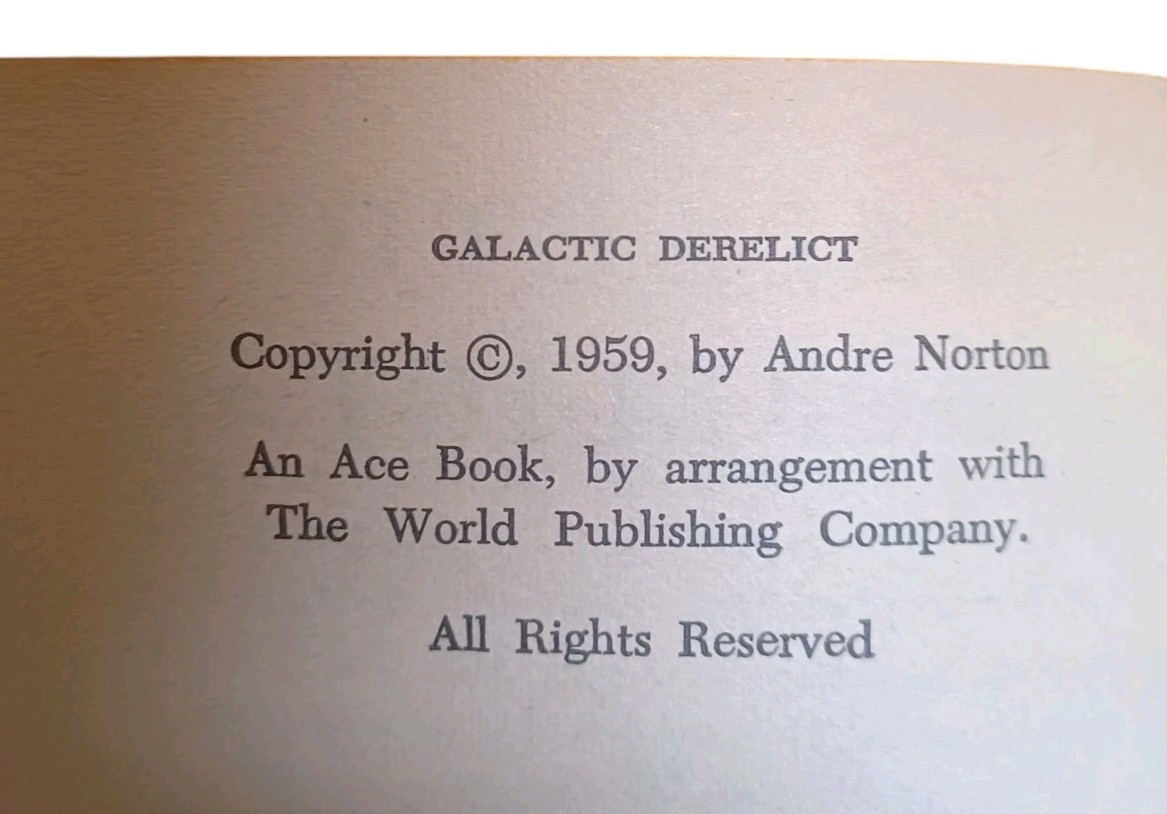 GALACTIC DERELICT
Copyright ©, 1959, by Andre Norton
An Ace Book, by arrangement with
The World Publishing Company.
All Rights Reserved